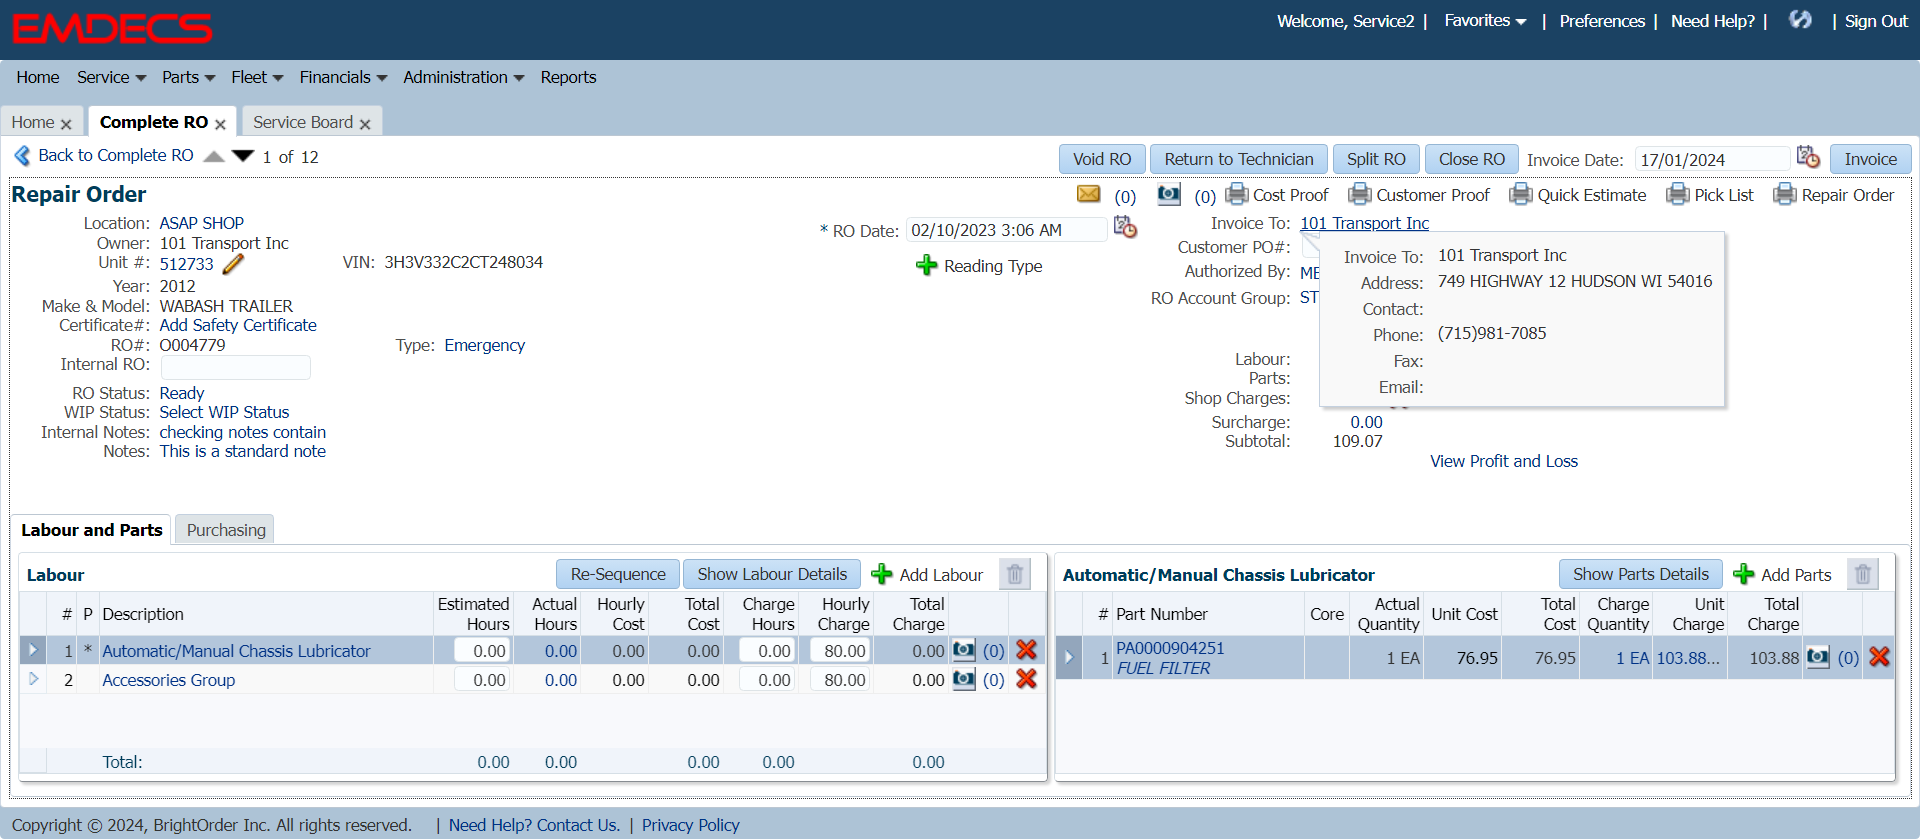 EMDECS
Welcome, Service2 | Favorites | Preferences | Need Help? | | Sign Out
Home Service Parts Fleet Financials Administration Reports
Home Complete RO Service Board
Back to Complete RO 1 of 12 Void RO Return to Technician Split RO Close RO Invoice Date: 17/01/2024 Invoice
Repair Order (0) (0) Cost Proof Customer Proof Quick Estimate Pick List Repair Order
Location: ASAP SHOP
Owner: 101 Transport Inc
Unit #: 512733 VIN: 3H3V332C2CT248034
Year: 2012
Make & Model: WABASH TRAILER
Certificate#: Add Safety Certificate
RO#: O004779 Type: Emergency
Internal RO:
RO Status: Ready
WIP Status: Select WIP Status
Internal Notes: checking notes contain
Notes: This is a standard note
* RO Date: 02/10/2023 3:06 AM
Reading Type
Invoice To: 101 Transport Inc
Customer PO#:
Authorized By: ME
RO Account Group: ST
Invoice To: 101 Transport Inc
Address: 749 HIGHWAY 12 HUDSON WI 54016
Contact:
Phone: (715)981-7085
Fax:
Email:
Labour:
Parts:
Shop Charges:
Surcharge: 0.00
Subtotal: 109.07
View Profit and Loss
Labour and Parts Purchasing
Labour Re-Sequence Show Labour Details Add Labour
# P Description Estimated Hours Actual Hours Hourly Cost Total Cost Charge Hours Hourly Charge Total Charge
1 * Automatic/Manual Chassis Lubricator 0.00 0.00 0.00 0.00 0.00 80.00 0.00 (0)
2 Accessories Group 0.00 0.00 0.00 0.00 0.00 80.00 0.00 (0)
Total: 0.00 0.00 0.00 0.00 0.00
Automatic/Manual Chassis Lubricator Show Parts Details Add Parts
# Part Number Core Actual Quantity Unit Cost Total Cost Charge Quantity Unit Charge Total Charge
1 PA0000904251 1 EA 76.95 76.95 1 EA 103.88... 103.88 (0)
FUEL FILTER
Copyright © 2024, BrightOrder Inc. All rights reserved. | Need Help? Contact Us. | Privacy Policy